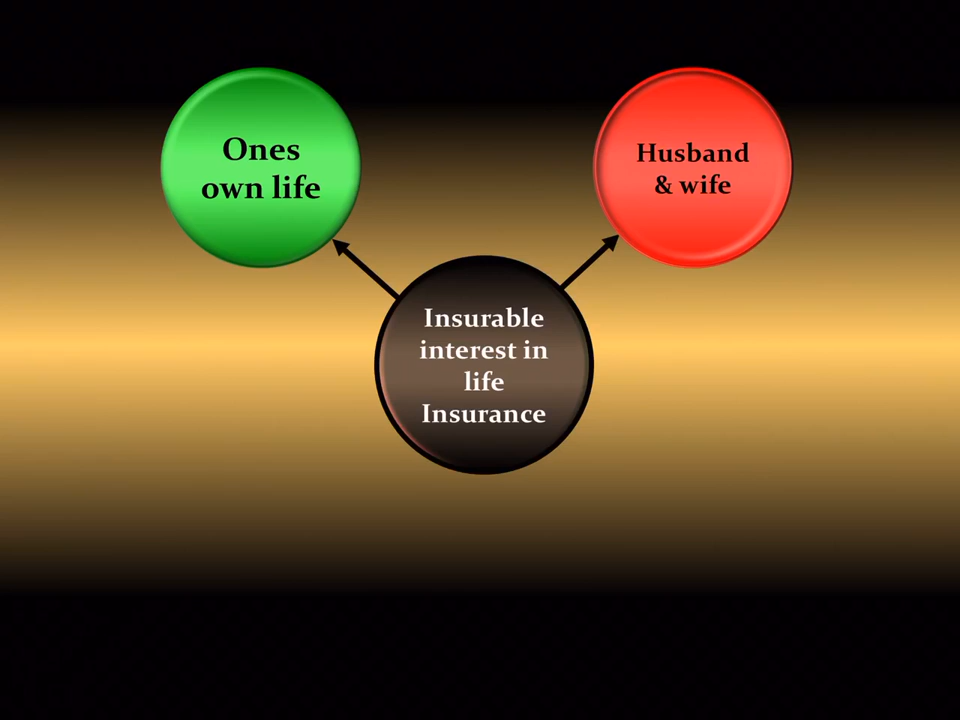 Ones
own life
Husband
& wife
Insurable
interest in
life
Insurance